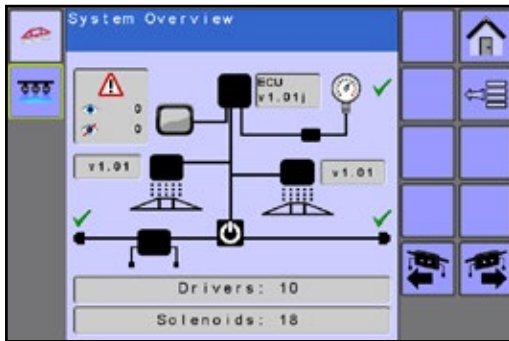 System Overview
ECU
v1.01j
0
0
v1.01
v1.01
Drivers: 10
Solenoids: 18